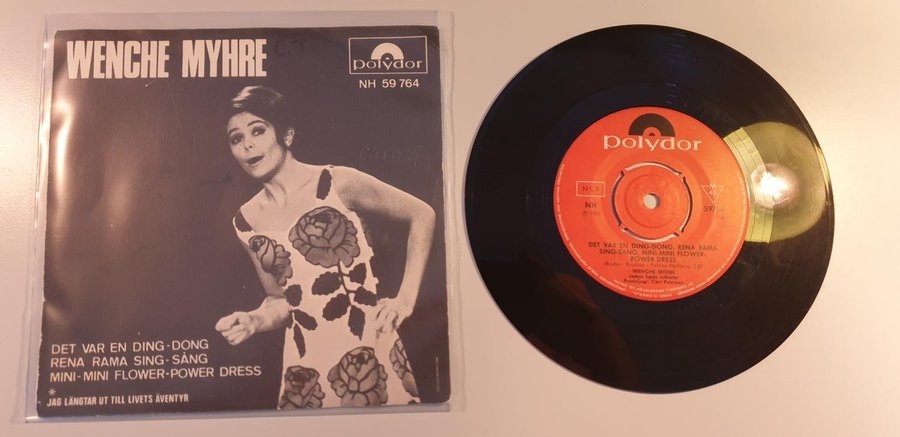 WENCHE MYHRE
Polydor
NH 59 764
DET VAR EN DING-DONG
RENA RAMA SING-SÅNG
MINI-MINI FLOWER-POWER DRESS
*
JAG LÄNGTAR UT TILL LIVETS ÄVENTYR
Polydor
NCB
NH
DET VAR EN DING-DONG, RENA RAMA
SING-SÅNG, MINI-MINI FLOWER-
POWER DRESS
WENCHE MYHRE